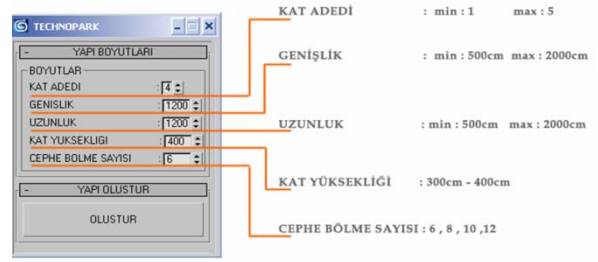 TECHNOPARK
- YAPI BOYUTLARI
BOYUTLAR
KAT ADEDI : 4
GENISLIK : 1200
UZUNLUK : 1200
KAT YUKSEKLIGI : 400
CEPHE BOLME SAYISI : 6
- YAPI OLUSTUR
OLUSTUR
KAT ADEDİ : min : 1 max : 5
GENİŞLİK : min : 500cm max : 2000cm
UZUNLUK : min : 500cm max : 2000cm
KAT YÜKSEKLİĞİ : 300cm - 400cm
CEPHE BÖLME SAYISI : 6 , 8 , 10 ,12